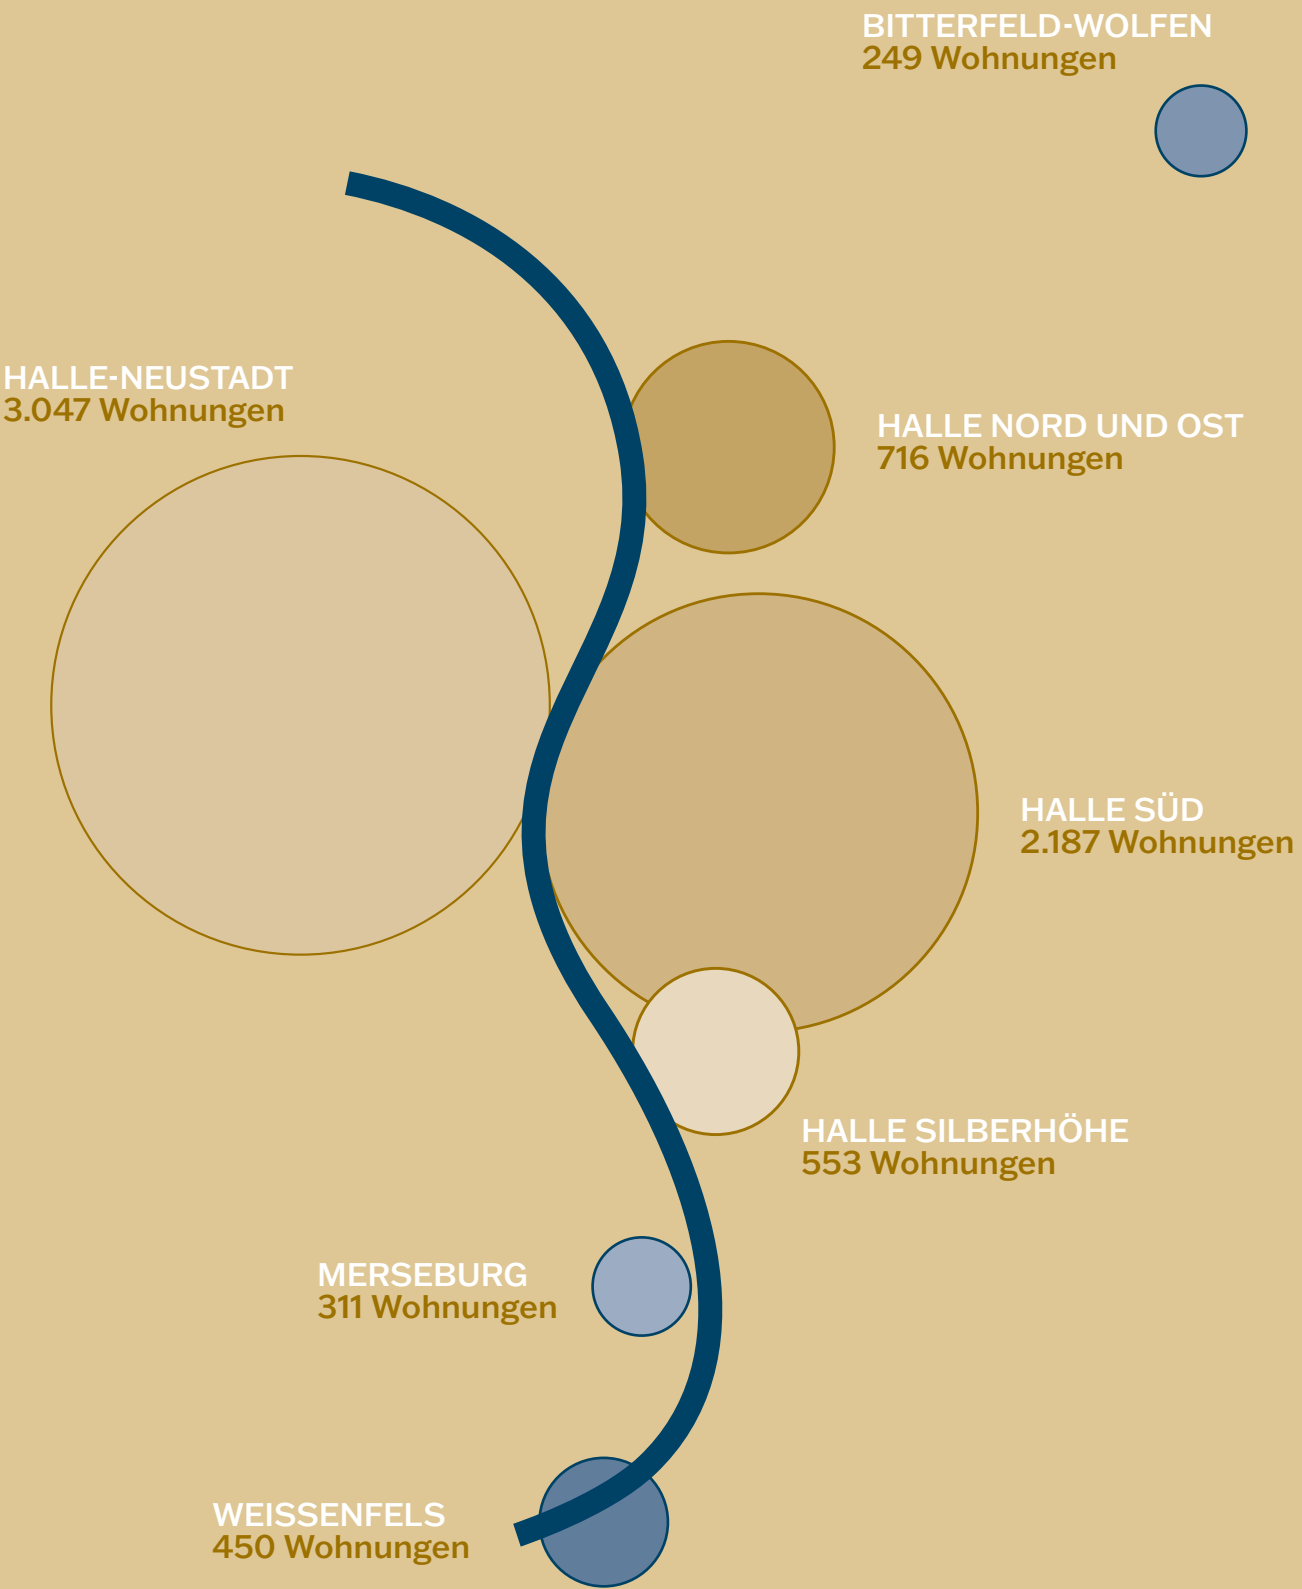 BITTERFELD-WOLFEN
249 Wohnungen
HALLE-NEUSTADT
3.047 Wohnungen
HALLE NORD UND OST
716 Wohnungen
HALLE SÜD
2.187 Wohnungen
HALLE SILBERHÖHE
553 Wohnungen
MERSEBURG
311 Wohnungen
WEISSENFELS
450 Wohnungen